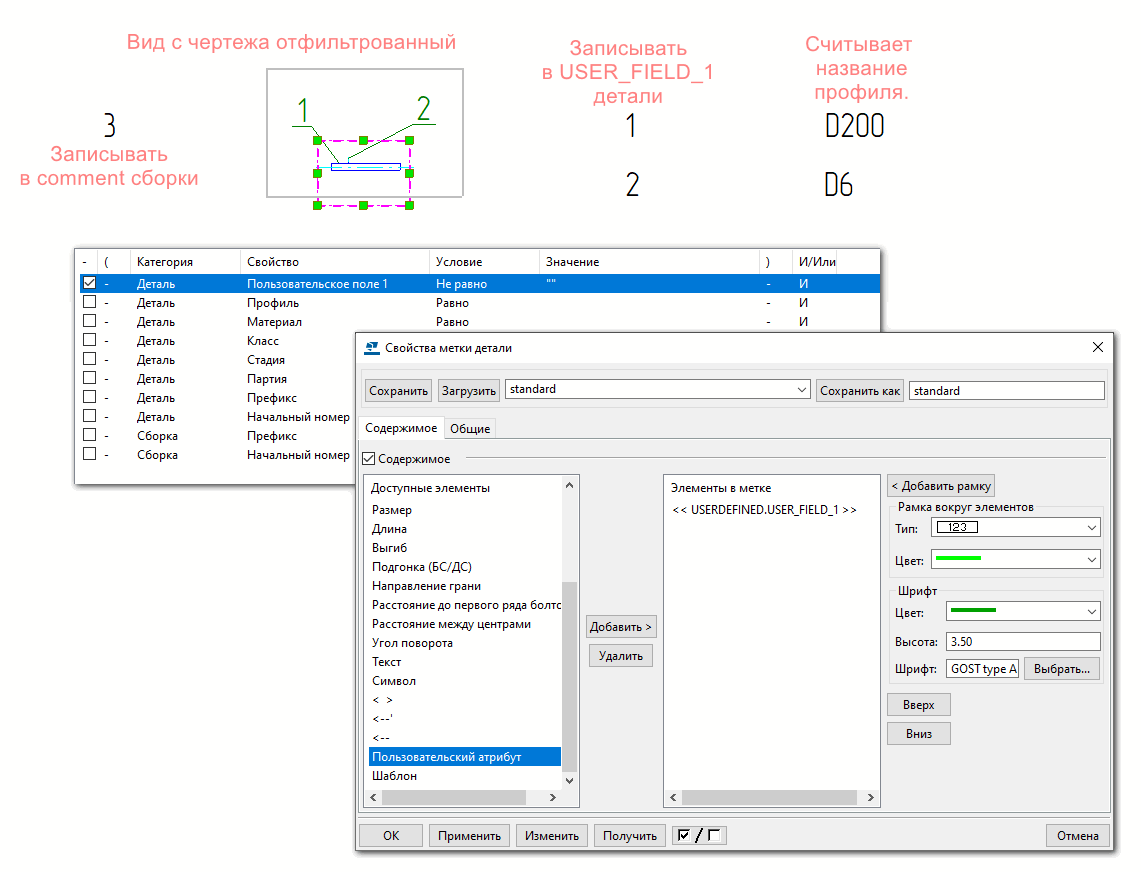 Вид с чертежа отфильтрованный
Записывать
в USER_FIELD_1
детали
Считывает
название
профиля.
1
2
3
Записывать
в comment сборки
1
D200
2
D6
- ( Категория Свойство Условие Значение ) И/Или
- Деталь Пользовательское поле 1 Не равно "" - И
- Деталь Профиль Равно - И
- Деталь Материал Равно - И
- Деталь Класс
- Деталь Стадия
- Деталь Партия
- Деталь Префикс
- Деталь Начальный номер
- Сборка Префикс
- Сборка Начальный номер
Свойства метки детали
Сохранить Загрузить standard Сохранить как standard
Содержимое Общие
Содержимое
Доступные элементы
Размер
Длина
Выгиб
Подгонка (БС/ДС)
Направление грани
Расстояние до первого ряда болто
Расстояние между центрами
Угол поворота
Текст
Символ
< >
<--'
<--
Пользовательский атрибут
Шаблон
Добавить >
Удалить
Элементы в метке
<< USERDEFINED.USER_FIELD_1 >>
< Добавить рамку
Рамка вокруг элементов
Тип: 123
Цвет:
Шрифт
Цвет:
Высота: 3.50
Шрифт: GOST type A Выбрать...
Вверх
Вниз
ОК Применить Изменить Получить / Отмена